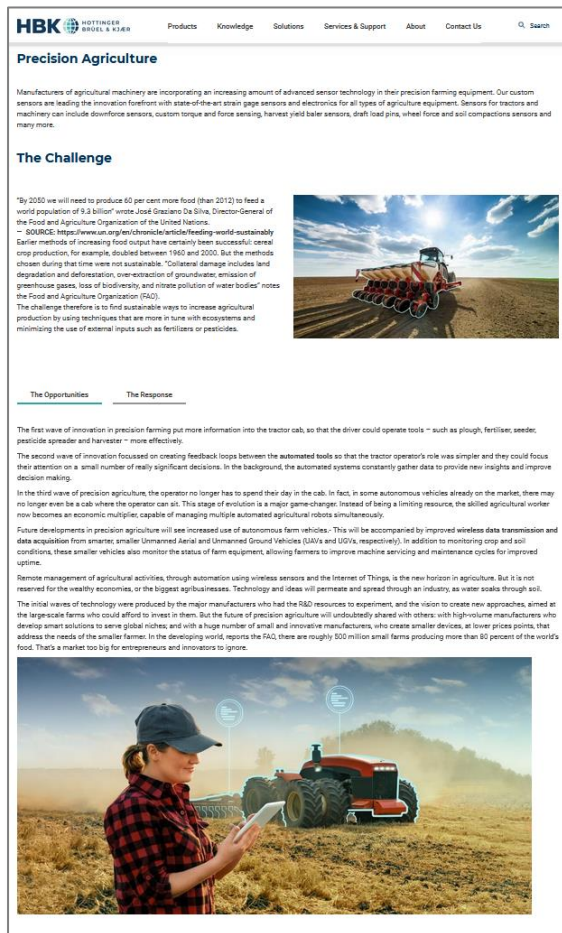 HBK HOTTINGER
BRÜEL & KJÆR
Products Knowledge Solutions Services & Support About Contact Us Search
Precision Agriculture
Manufacturers of agricultural machinery are incorporating an increasing amount of advanced sensor technology in their precision farming equipment. Our custom
sensors are leading the innovation forefront with state-of-the-art strain gage sensors and electronics for all types of agriculture equipment. Sensors for tractors and
machinery can include downforce sensors, custom torque and force sensing, harvest yield baler sensors, draft load pins, wheel force and soil compactions sensors and
many more.
The Challenge
"By 2050 we will need to produce 60 per cent more food (than 2012) to feed a
world population of 9.3 billion" wrote José Graziano Da Silva, Director-General of
the Food and Agriculture Organization of the United Nations.
— SOURCE: https://www.un.org/en/chronicle/article/feeding-world-sustainably
Earlier methods of increasing food output have certainly been successful: cereal
crop production, for example, doubled between 1960 and 2000. But the methods
chosen during that time were not sustainable. "Collateral damage includes land
degradation and deforestation, over-extraction of groundwater, emission of
greenhouse gases, loss of biodiversity, and nitrate pollution of water bodies" notes
the Food and Agriculture Organization (FAO).
The challenge therefore is to find sustainable ways to increase agricultural
production by using techniques that are more in tune with ecosystems and
minimizing the use of external inputs such as fertilizers or pesticides.
The Opportunities The Response
The first wave of innovation in precision farming put more information into the tractor cab, so that the driver could operate tools – such as plough, fertiliser, seeder,
pesticide spreader and harvester – more effectively.
The second wave of innovation focussed on creating feedback loops between the automated tools so that the tractor operator's role was simpler and they could focus
their attention on a small number of really significant decisions. In the background, the automated systems constantly gather data to provide new insights and improve
decision making.
In the third wave of precision agriculture, the operator no longer has to spend their day in the cab. In fact, in some autonomous vehicles already on the market, there may
no longer even be a cab where the operator can sit. This stage of evolution is a major game-changer. Instead of being a limiting resource, the skilled agricultural worker
now becomes an economic multiplier, capable of managing multiple automated agricultural robots simultaneously.
Future developments in precision agriculture will see increased use of autonomous farm vehicles.- This will be accompanied by improved wireless data transmission and
data acquisition from smarter, smaller Unmanned Aerial and Unmanned Ground Vehicles (UAVs and UGVs, respectively). In addition to monitoring crop and soil
conditions, these smaller vehicles also monitor the status of farm equipment, allowing farmers to improve machine servicing and maintenance cycles for improved
uptime.
Remote management of agricultural activities, through automation using wireless sensors and the Internet of Things, is the new horizon in agriculture. But it is not
reserved for the wealthy economies, or the biggest agribusinesses. Technology and ideas will permeate and spread through an industry, as water soaks through soil.
The initial waves of technology were produced by the major manufacturers who had the R&D resources to experiment, and the vision to create new approaches, aimed at
the large-scale farms who could afford to invest in them. But the future of precision agriculture will undoubtedly shared with others: with high-volume manufacturers who
develop smart solutions to serve global niches; and with a huge number of small and innovative manufacturers, who create smaller devices, at lower prices points, that
address the needs of the smaller farmer. In the developing world, reports the FAO, there are roughly 500 million small farms producing more than 80 percent of the world's
food. That's a market too big for entrepreneurs and innovators to ignore.